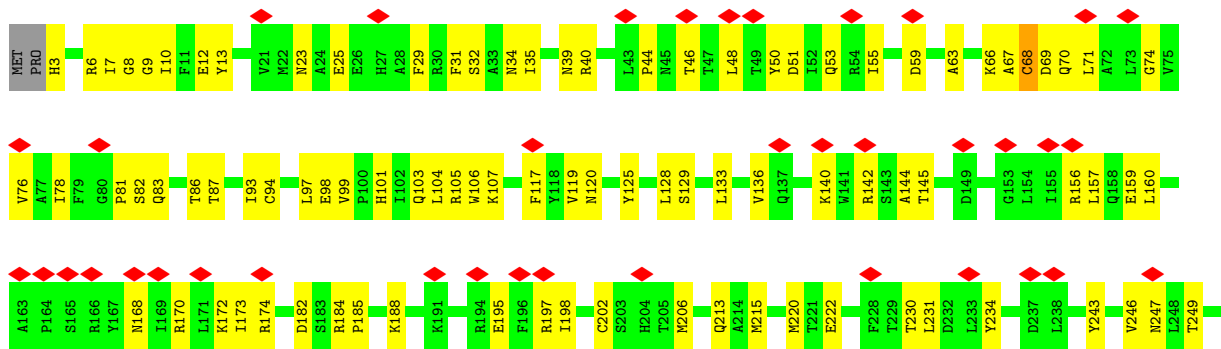 MET PRO H3 R6 I7 G8 G9 I10 F11 E12 Y13 V21 M22 N23 A24 E25 E26 H27 A28 F29 R30 F31 S32 A33 N34 I35 N39 R40 L43 P44 N45 T46 T47 L48 T49 Y50 D51 I52 Q53 R54 I55 D59 A63 K66 A67 C68 D69 Q70 L71 A72 L73 G74 V75
V76 A77 I78 F79 G80 P81 S82 Q83 T86 T87 I93 C94 L97 E98 V99 P100 H101 I102 Q103 L104 R105 W106 K107 F117 Y118 V119 N120 Y125 L128 S129 L133 V136 Q137 K140 W141 R142 S143 A144 T145 D149 G153 L154 I155 R156 L157 Q158 E159 L160
A163 P164 S165 R166 Y167 N168 I169 R170 L171 K172 I173 R174 D182 S183 R184 P185 K188 K191 R194 E195 F196 R197 I198 C202 S203 H204 T205 M206 Q213 A214 M215 M220 T221 E222 F228 T229 T230 L231 D232 L233 Y234 D237 L238 Y243 V246 N247 L248 T249